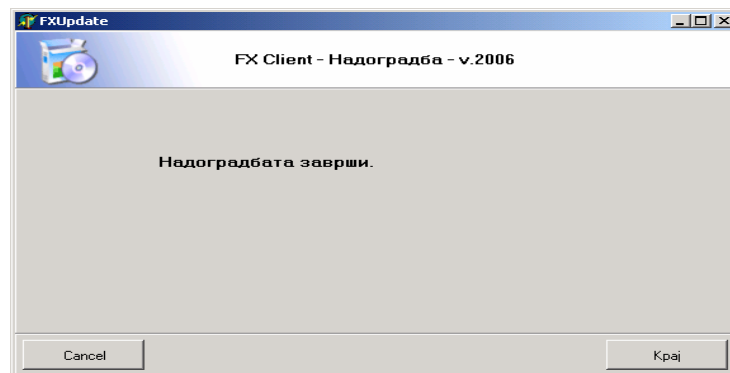 FXUpdate
FX Client - Надоградба - v.2006
Надоградбата заврши.
Cancel
Крај